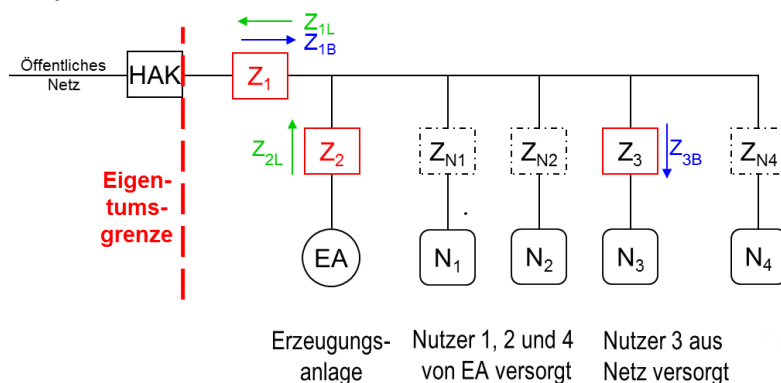 Z1L
Z1B
Öffentliches
Netz
HAK
Z1
Z2L
Z2
ZN1
ZN2
Z3
Z3B
ZN4
Eigen-
tums-
grenze
EA
N1
N2
N3
N4
Erzeugungs-
anlage
Nutzer 1, 2 und 4
von EA versorgt
Nutzer 3 aus
Netz versorgt